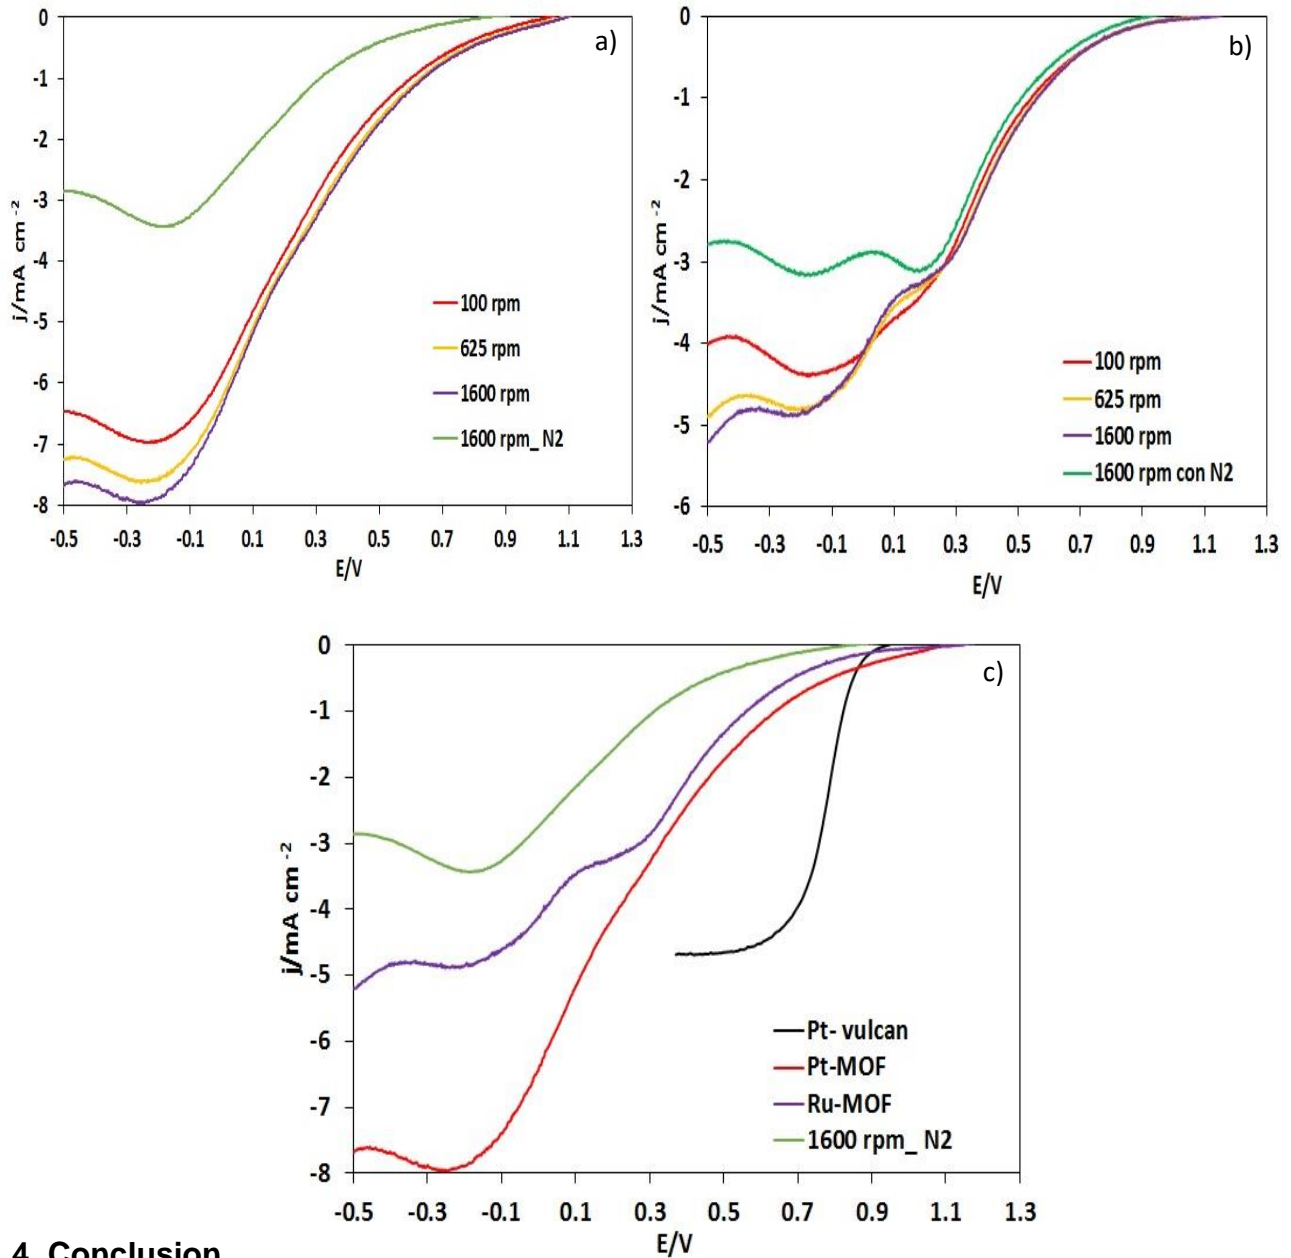 a)
0
-1
-2
-3
-4
-5
-6
-7
-8
j/mA cm -2
100 rpm
625 rpm
1600 rpm
1600 rpm_ N2
-0.5 -0.3 -0.1 0.1 0.3 0.5 0.7 0.9 1.1 1.3
E/V
b)
0
-1
-2
-3
-4
-5
-6
j/mA cm -2
100 rpm
625 rpm
1600 rpm
1600 rpm con N2
-0.5 -0.3 -0.1 0.1 0.3 0.5 0.7 0.9 1.1 1.3
E/V
c)
0
-1
-2
-3
-4
-5
-6
-7
-8
j/mA cm -2
Pt- vulcan
Pt-MOF
Ru-MOF
1600 rpm_ N2
-0.5 -0.3 -0.1 0.1 0.3 0.5 0.7 0.9 1.1 1.3
E/V
4. Conclusion